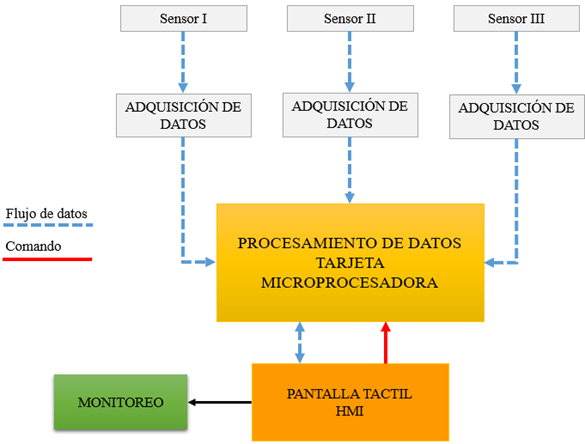 Sensor I
Sensor II
Sensor III
ADQUISICIÓN DE
DATOS
ADQUISICIÓN DE
DATOS
ADQUISICIÓN DE
DATOS
Flujo de datos
Comando
PROCESAMIENTO DE DATOS
TARJETA
MICROPROCESADORA
MONITOREO
PANTALLA TACTIL
HMI